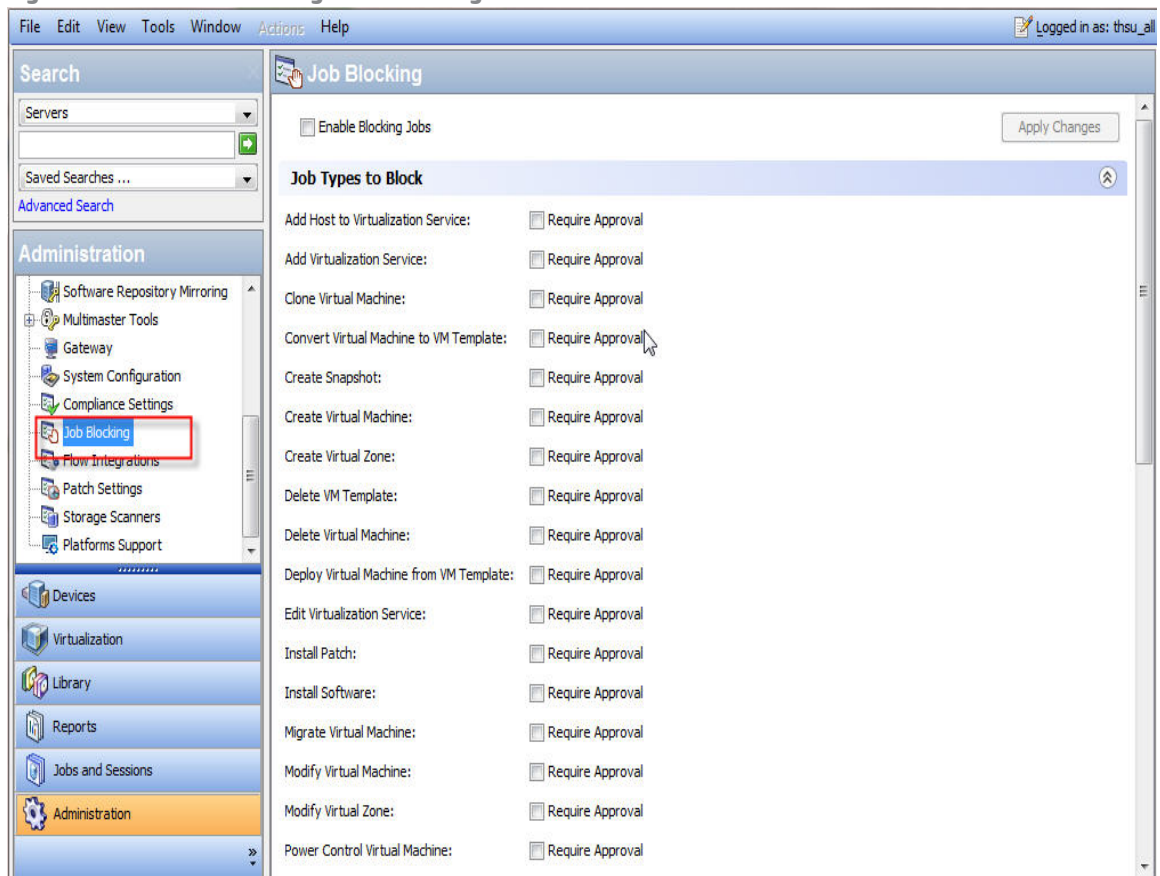 File Edit View Tools Window Actions Help
Logged in as: thsu_all
Search
Servers
Saved Searches ...
Advanced Search
Administration
Software Repository Mirroring
Multimaster Tools
Gateway
System Configuration
Compliance Settings
Job Blocking
Flow Integrations
Patch Settings
Storage Scanners
Platforms Support
Devices
Virtualization
Library
Reports
Jobs and Sessions
Administration
Job Blocking
Enable Blocking Jobs
Apply Changes
Job Types to Block
Add Host to Virtualization Service: Require Approval
Add Virtualization Service: Require Approval
Clone Virtual Machine: Require Approval
Convert Virtual Machine to VM Template: Require Approval
Create Snapshot: Require Approval
Create Virtual Machine: Require Approval
Create Virtual Zone: Require Approval
Delete VM Template: Require Approval
Delete Virtual Machine: Require Approval
Deploy Virtual Machine from VM Template: Require Approval
Edit Virtualization Service: Require Approval
Install Patch: Require Approval
Install Software: Require Approval
Migrate Virtual Machine: Require Approval
Modify Virtual Machine: Require Approval
Modify Virtual Zone: Require Approval
Power Control Virtual Machine: Require Approval